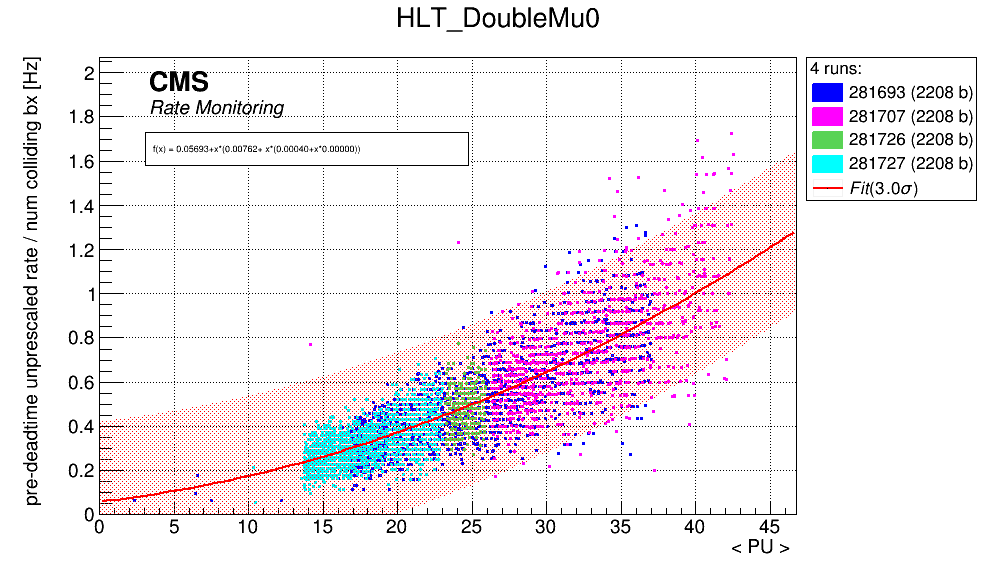 HLT_DoubleMu0
pre-deadtime unprescaled rate / num colliding bx [Hz]
2
1.8
1.6
1.4
1.2
1
0.8
0.6
0.4
0.2
0
CMS
Rate Monitoring
f(x) = 0.05693+x*(0.00762+ x*(0.00040+x*0.00000))
0 5 10 15 20 25 30 35 40 45
< PU >
4 runs:
281693 (2208 b)
281707 (2208 b)
281726 (2208 b)
281727 (2208 b)
Fit(3.0σ)